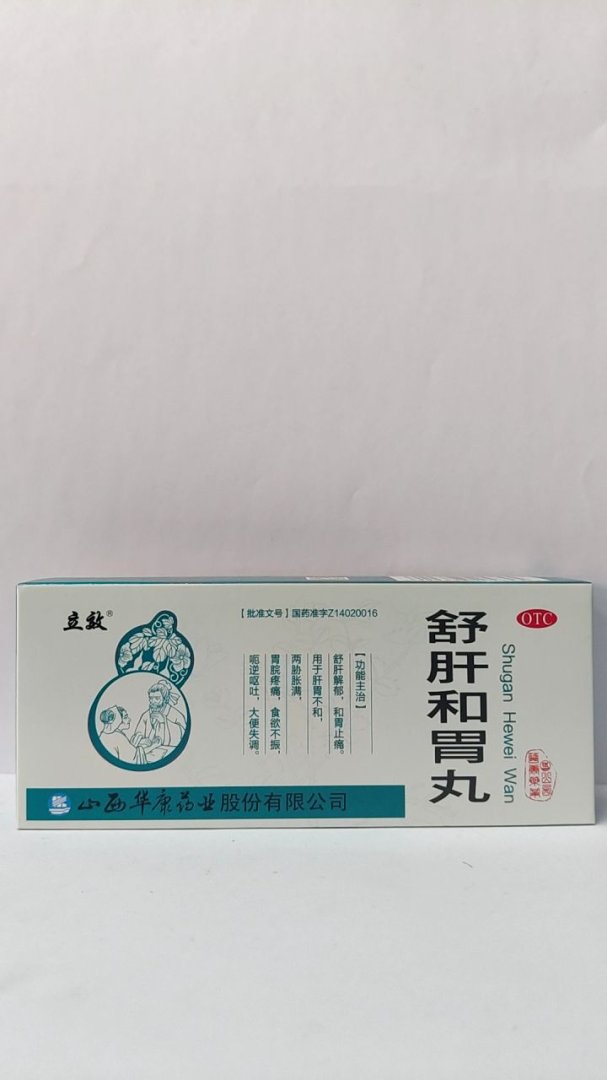 立效®
【批准文号】国药准字Z14020016
【功能主治】
舒肝解郁，和胃止痛。
用于肝胃不和，
两胁胀满，
胃脘疼痛，食欲不振，
呃逆呕吐，大便失调。
舒肝和胃丸
Shugan Hewei Wan
OTC
山西华康药业股份有限公司